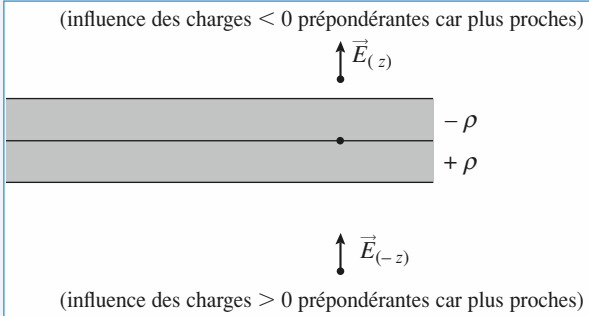 (influence des charges < 0 prépondérantes car plus proches)
E⃗( z)
– ρ
+ ρ
E⃗(– z)
(influence des charges > 0 prépondérantes car plus proches)